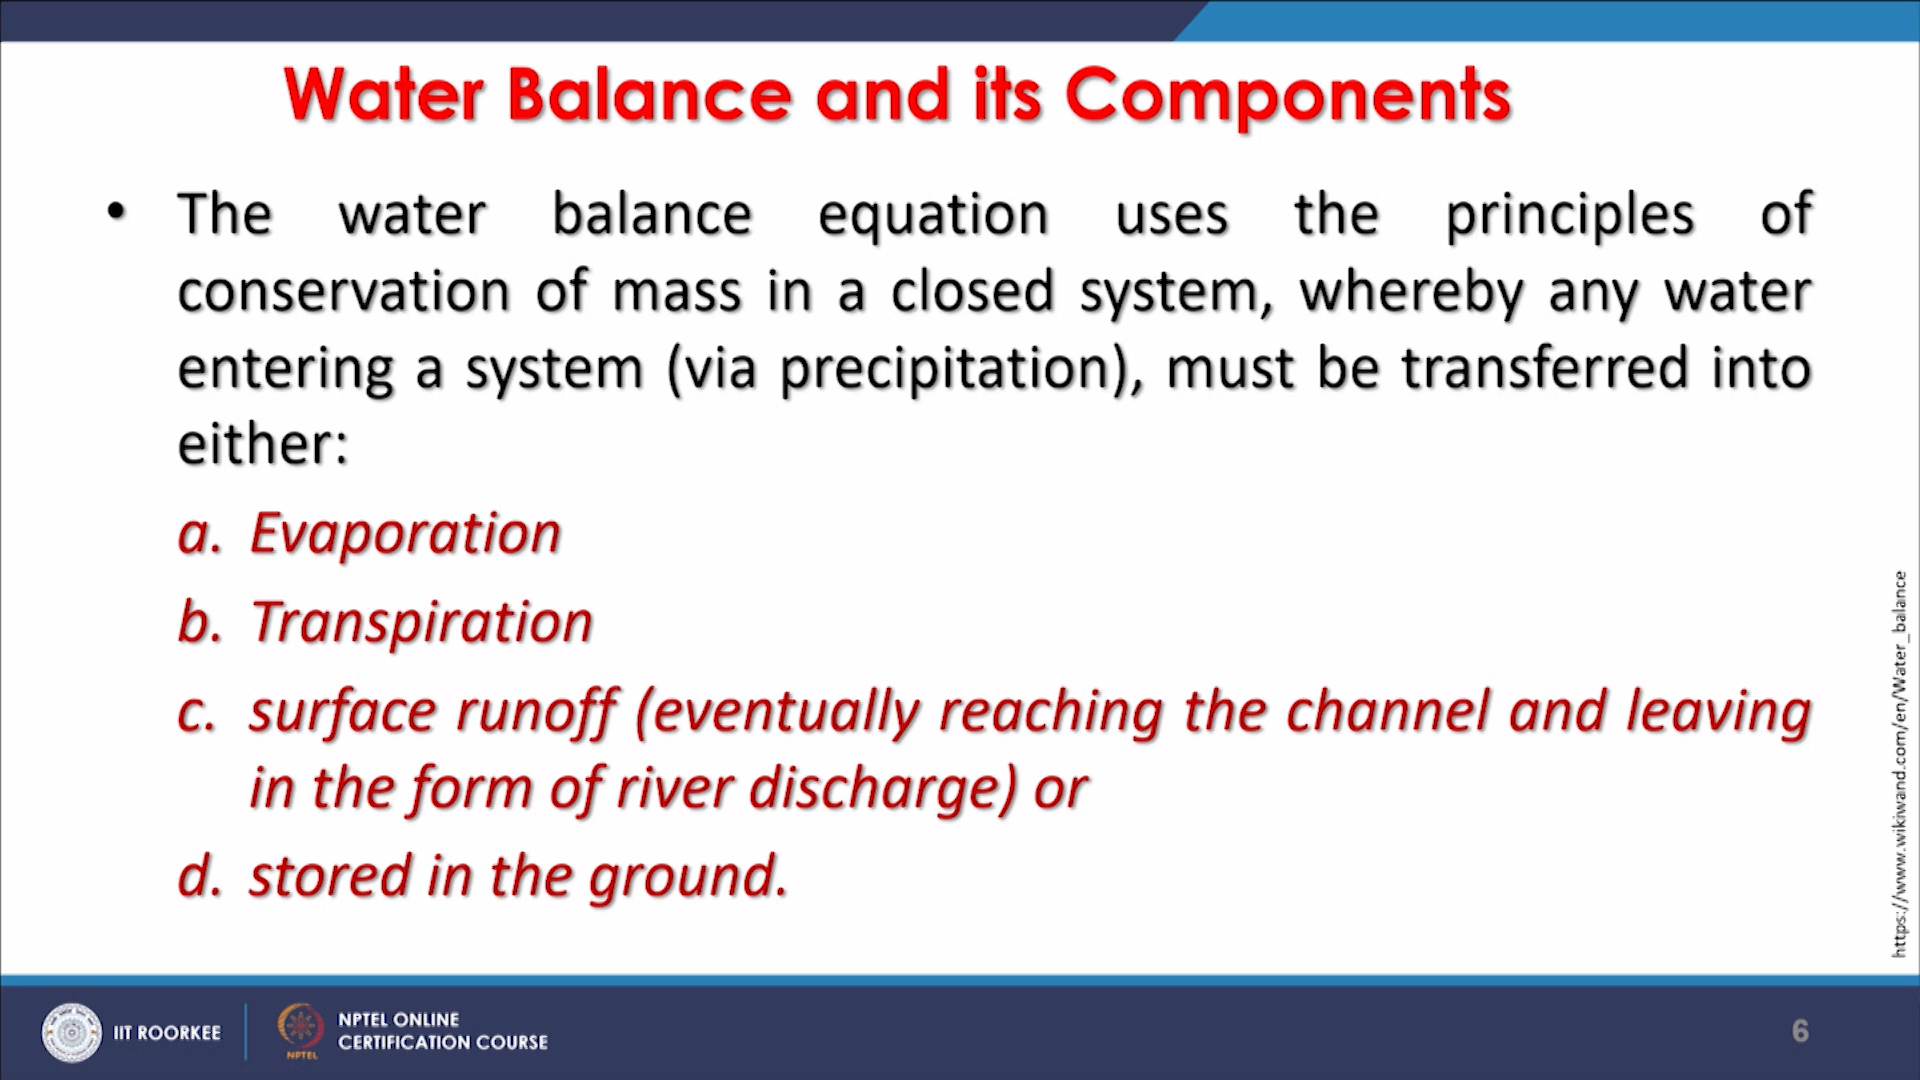 Water Balance and its Components
• The water balance equation uses the principles of
conservation of mass in a closed system, whereby any water
entering a system (via precipitation), must be transferred into
either:
a. Evaporation
b. Transpiration
c. surface runoff (eventually reaching the channel and leaving
in the form of river discharge) or
d. stored in the ground.
https://www.wikiwand.com/en/Water_balance
IIT ROORKEE
NPTEL
NPTEL ONLINE
CERTIFICATION COURSE
6